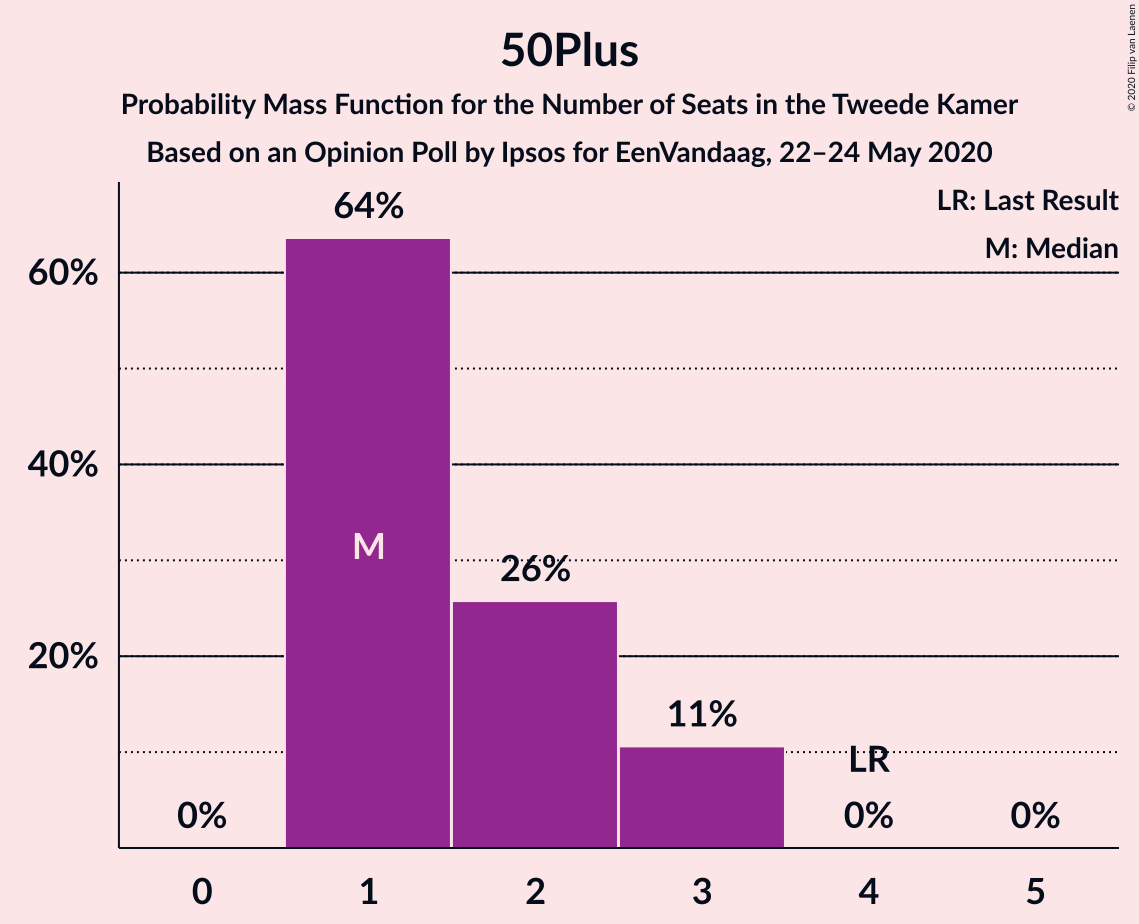 50Plus
Probability Mass Function for the Number of Seats in the Tweede Kamer
Based on an Opinion Poll by Ipsos for EenVandaag, 22–24 May 2020
© 2020 Filip van Laenen
LR: Last Result
M: Median
60%
40%
20%
64%
M
26%
11%
LR
0%
0%
0%
0 1 2 3 4 5